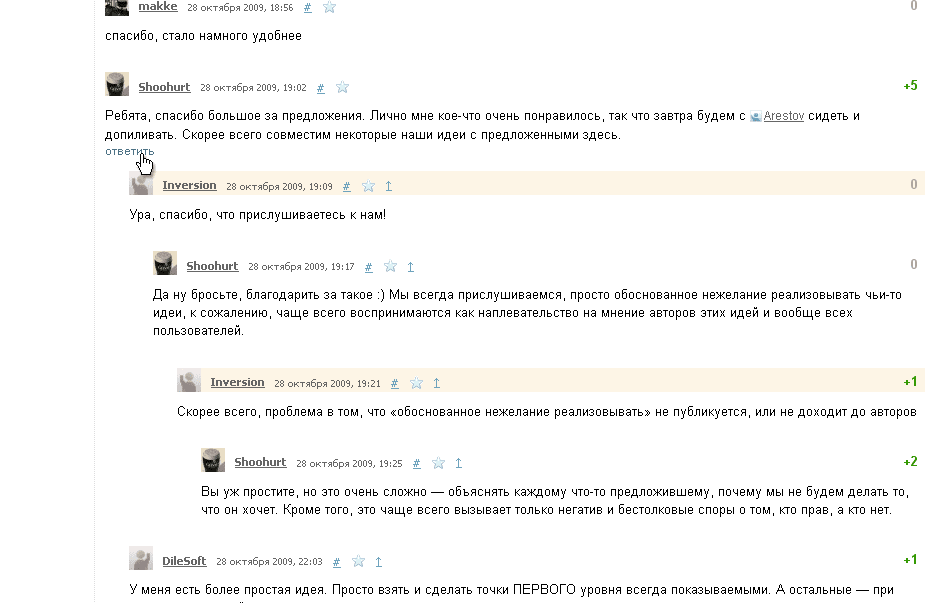 makke 28 октября 2009, 18:56 # 0
спасибо, стало намного удобнее
Shoohurt 28 октября 2009, 19:02 # +5
Ребята, спасибо большое за предложения. Лично мне кое-что очень понравилось, так что завтра будем с Arestov сидеть и
допиливать. Скорее всего совместим некоторые наши идеи с предложенными здесь.
ответить
Inversion 28 октября 2009, 19:09 # ↑ 0
Ура, спасибо, что прислушиваетесь к нам!
Shoohurt 28 октября 2009, 19:17 # ↑ 0
Да ну бросьте, благодарить за такое :) Мы всегда прислушиваемся, просто обоснованное нежелание реализовывать чьи-то
идеи, к сожалению, чаще всего воспринимаются как наплевательство на мнение авторов этих идей и вообще всех
пользователей.
Inversion 28 октября 2009, 19:21 # ↑ +1
Скорее всего, проблема в том, что «обоснованное нежелание реализовывать» не публикуется, или не доходит до авторов
Shoohurt 28 октября 2009, 19:25 # ↑ +2
Вы уж простите, но это очень сложно — объяснять каждому что-то предложившему, почему мы не будем делать то,
что он хочет. Кроме того, это чаще всего вызывает только негатив и бестолковые споры о том, кто прав, а кто нет.
DileSoft 28 октября 2009, 22:03 # ↑ +1
У меня есть более простая идея. Просто взять и сделать точки ПЕРВОГО уровня всегда показываемыми. А остальные — при